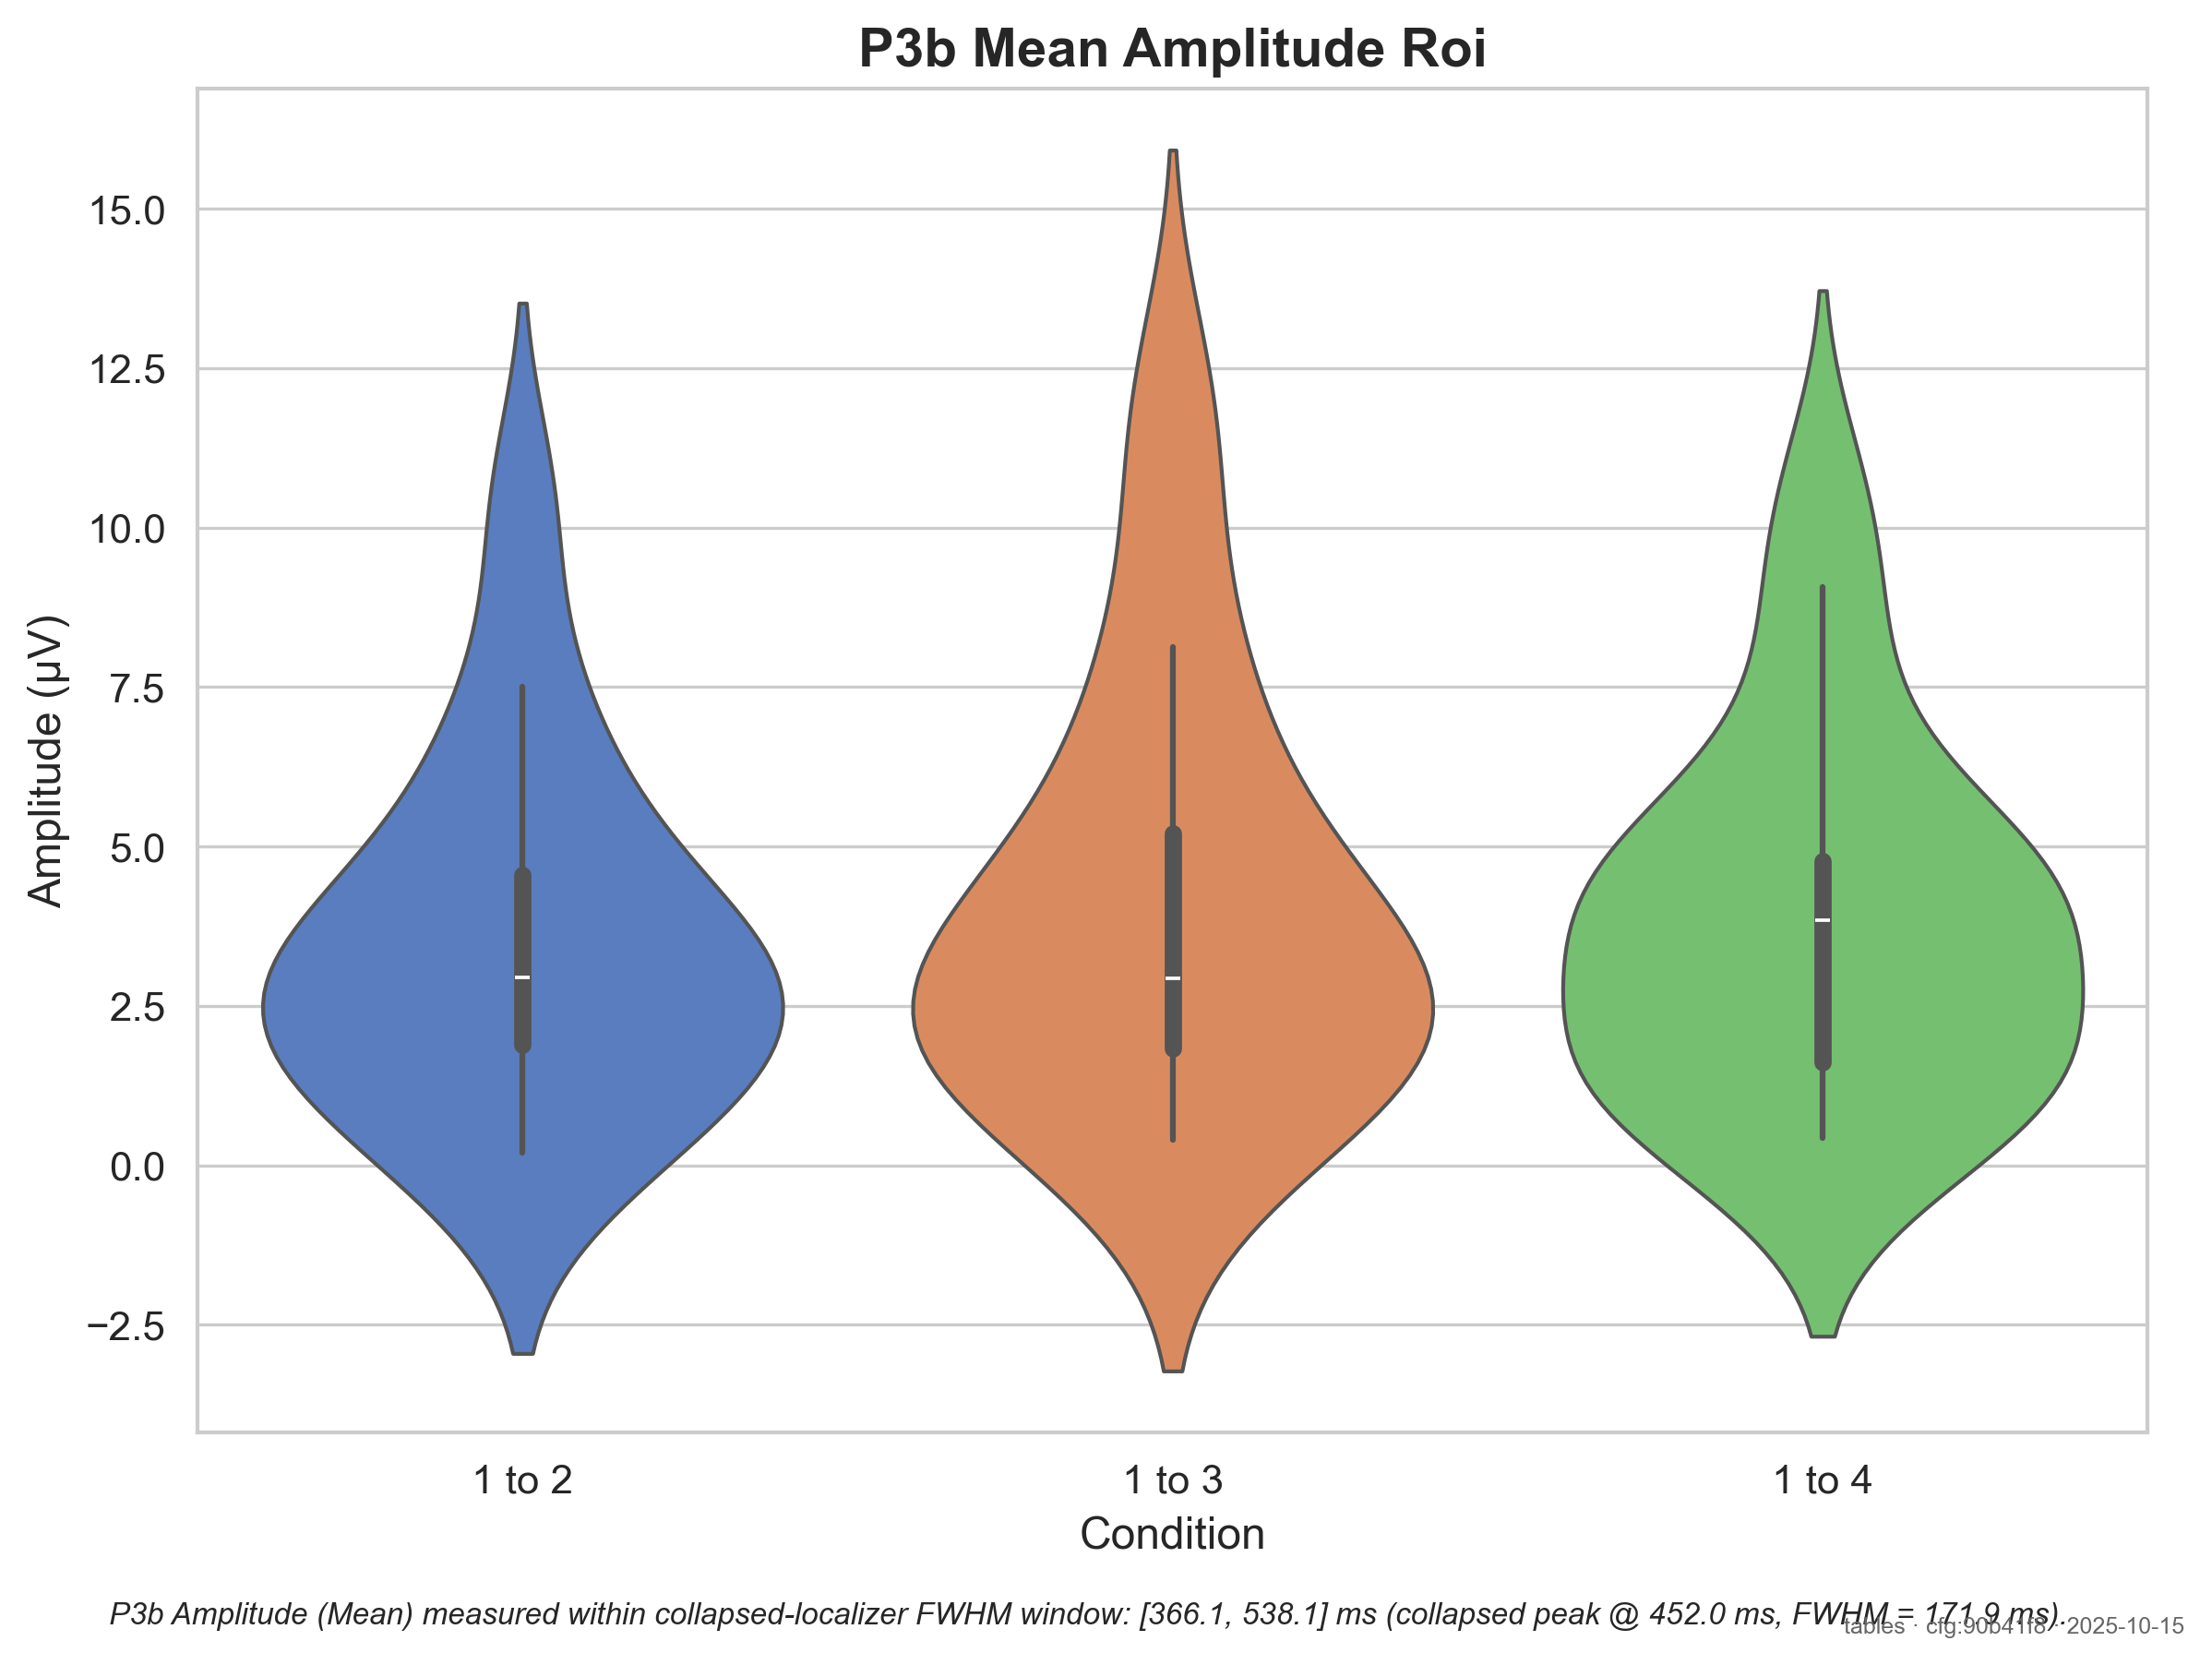 P3b Mean Amplitude Roi
Amplitude (µV)
15.0
12.5
10.0
7.5
5.0
2.5
0.0
−2.5
1 to 2
1 to 3
1 to 4
Condition
P3b Amplitude (Mean) measured within collapsed-localizer FWHM window: [366.1, 538.1] ms (collapsed peak @ 452.0 ms, FWHM = 171.9 ms).
tables · cfg:90b41f8 · 2025-10-15